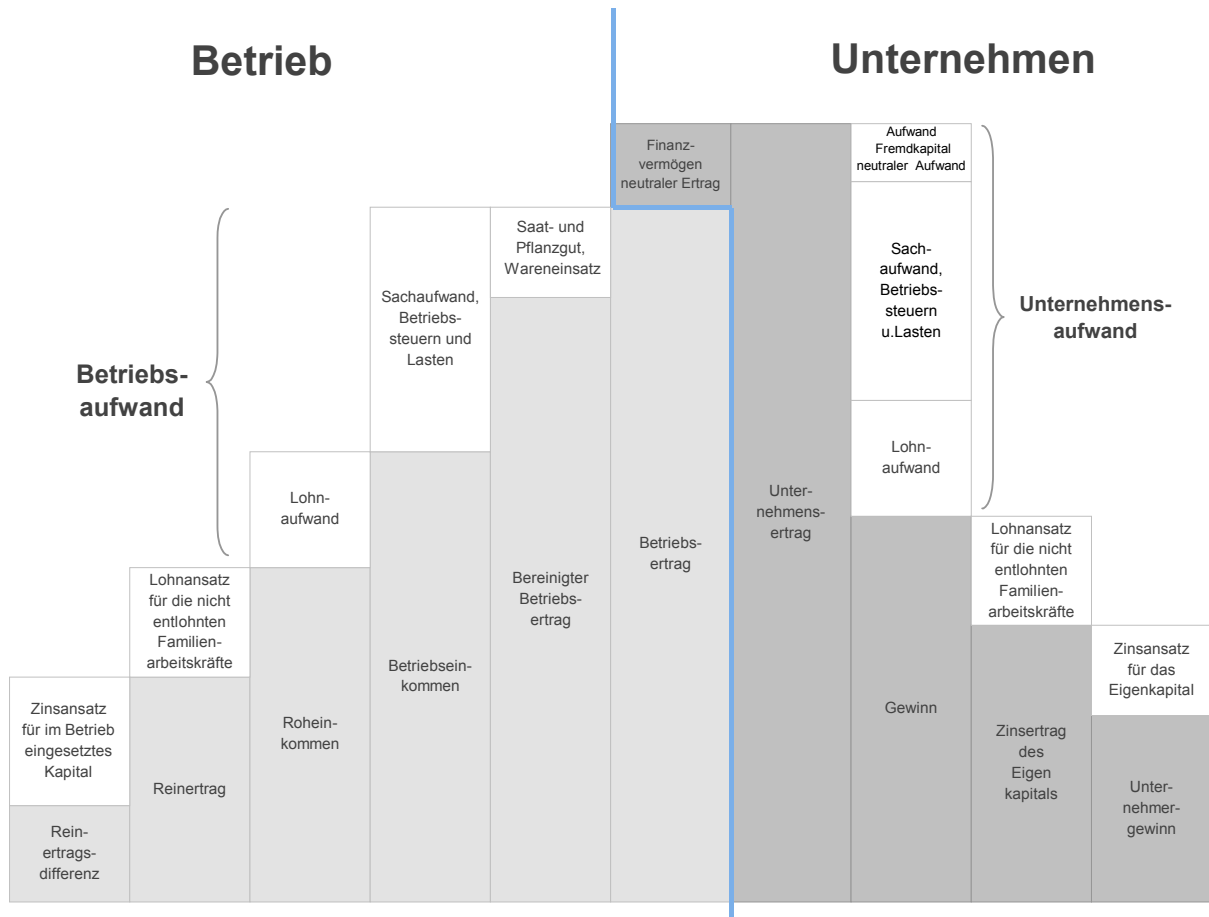 Betrieb
Unternehmen
Betriebs-
aufwand
Zinsansatz
für im Betrieb
eingesetztes
Kapital
Rein-
ertrags-
differenz
Lohnansatz
für die nicht
entlohnten
Familien-
arbeitskräfte
Reinertrag
Lohn-
aufwand
Rohein-
kommen
Sachaufwand,
Betriebs-
steuern und
Lasten
Betriebsein-
kommen
Saat- und
Pflanzgut,
Wareneinsatz
Bereinigter
Betriebs-
ertrag
Finanz-
vermögen
neutraler Ertrag
Betriebs-
ertrag
Unter-
nehmens-
ertrag
Aufwand
Fremdkapital
neutraler Aufwand
Sach-
aufwand,
Betriebs-
steuern
u.Lasten
Lohn-
aufwand
Gewinn
Unternehmens-
aufwand
Lohnansatz
für die nicht
entlohnten
Familien-
arbeitskräfte
Zinsertrag
des
Eigen
kapitals
Zinsansatz
für das
Eigenkapital
Unter-
nehmer-
gewinn